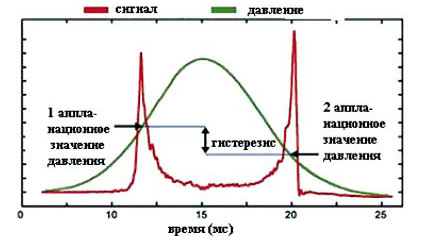 сигнал
давление
1 аппла-
национное
значение
давления
2 аппла-
национное
значение
давления
гистерезис
0
5
10
15
20
25
время (мс)